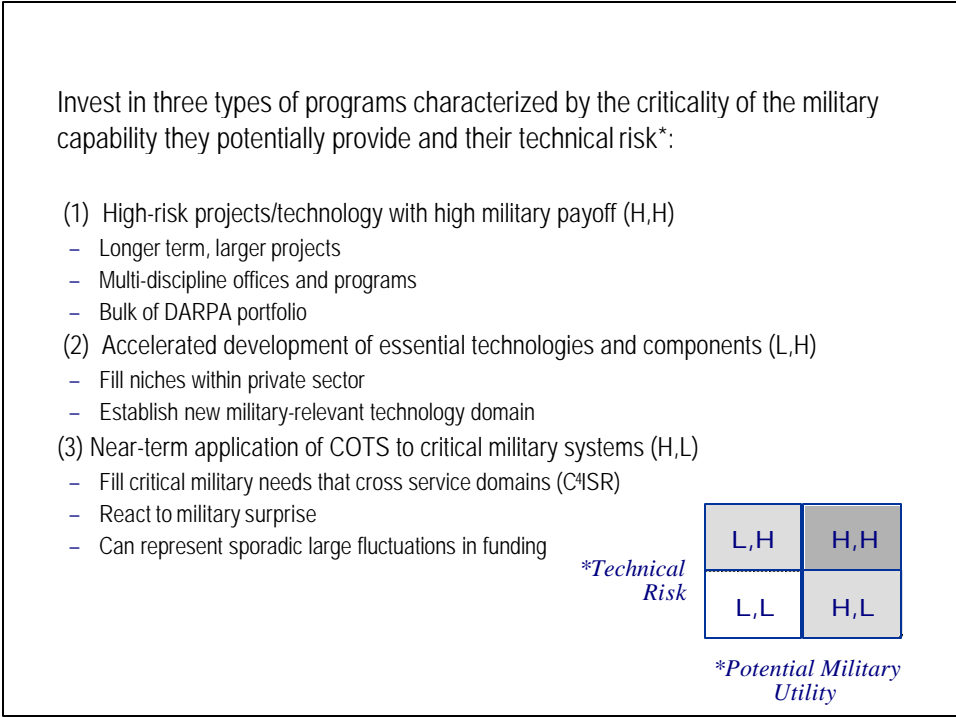 Invest in three types of programs characterized by the criticality of the military
capability they potentially provide and their technical risk*:
(1) High-risk projects/technology with high military payoff (H,H)
– Longer term, larger projects
– Multi-discipline offices and programs
– Bulk of DARPA portfolio
(2) Accelerated development of essential technologies and components (L,H)
– Fill niches within private sector
– Establish new military-relevant technology domain
(3) Near-term application of COTS to critical military systems (H,L)
– Fill critical military needs that cross service domains (C⁴ISR)
– React to military surprise
– Can represent sporadic large fluctuations in funding
*Technical
Risk
L,H H,H
L,L H,L
*Potential Military
Utility